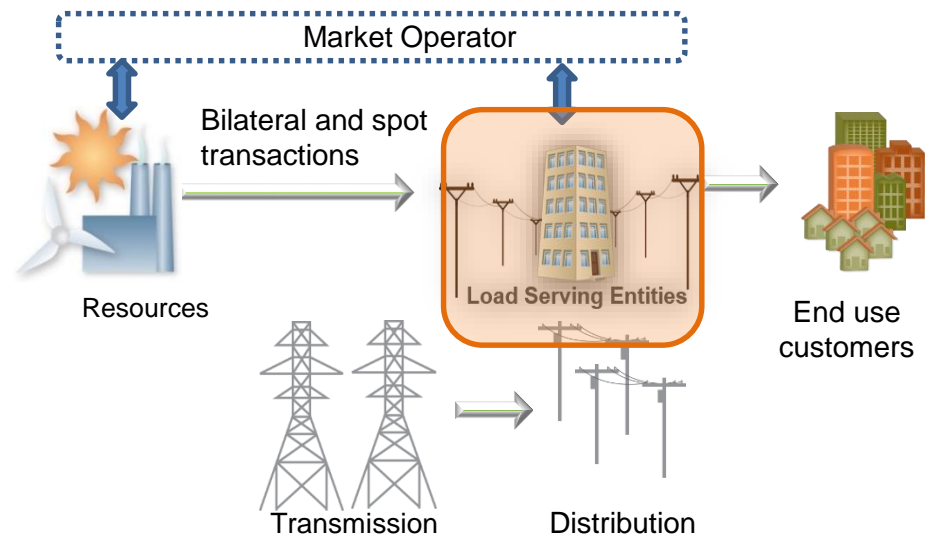 Market Operator
Bilateral and spot
transactions
Resources
Load Serving Entities
End use
customers
Transmission
Distribution